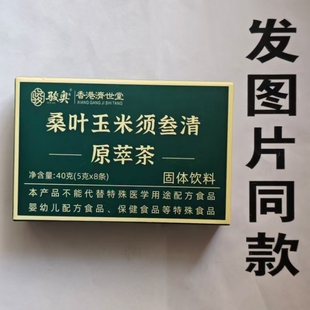 骏奥 香港濟世堂
XIANG GANG JI SHI TANG
桑叶玉米须叁清
原萃茶
净含量:40克(5克x8条)
固体饮料
本产品不能代替特殊医学用途配方食品
婴幼儿配方食品、保健食品等特殊食品
发图片同款